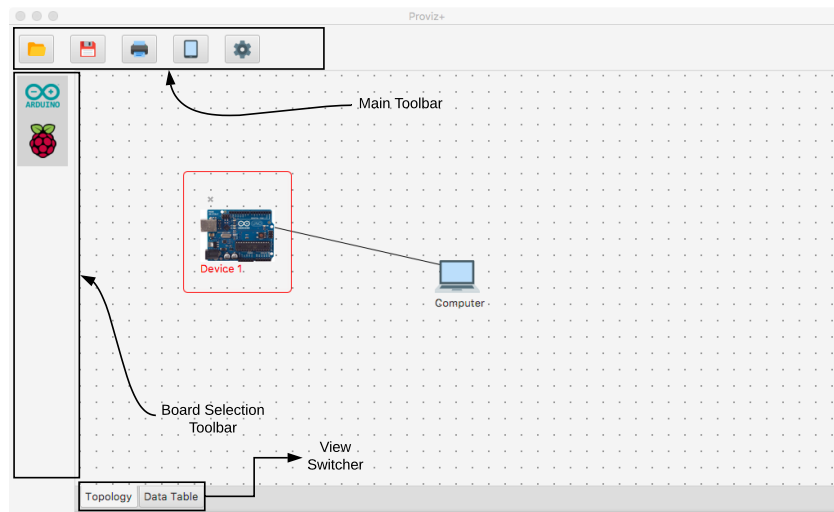 Proviz+
Main Toolbar
ARDUINO
Device 1.
Computer
Board Selection
Toolbar
View
Switcher
Topology
Data Table